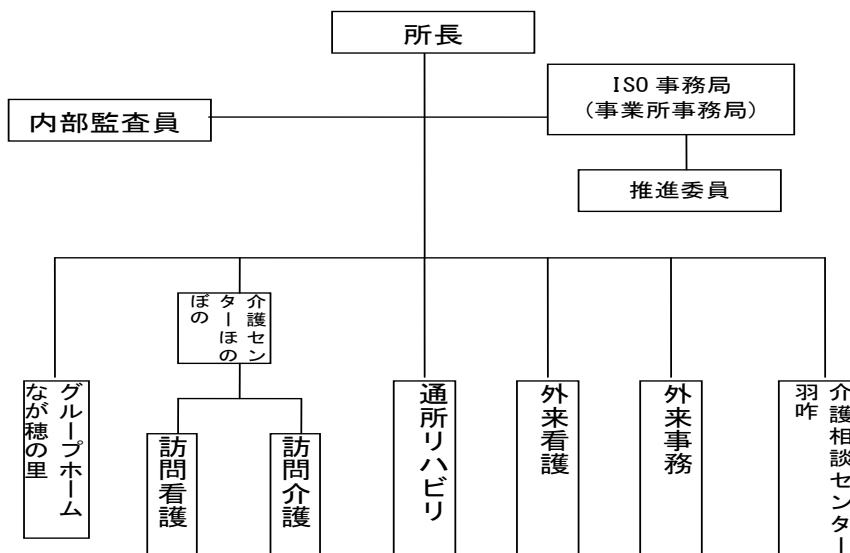 所長
ISO 事務局
（事業所事務局）
内部監査員
推進委員
介護セン
ターほの
ぼの
グループホーム
なが穂の里
訪問看護
訪問介護
通所リハビリ
外来看護
外来事務
介護相談センター
羽咋